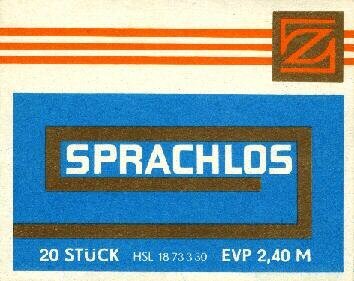 Z
SPRACHLOS
20 STÜCK HSL 18 73 3 30 EVP 2,40 M